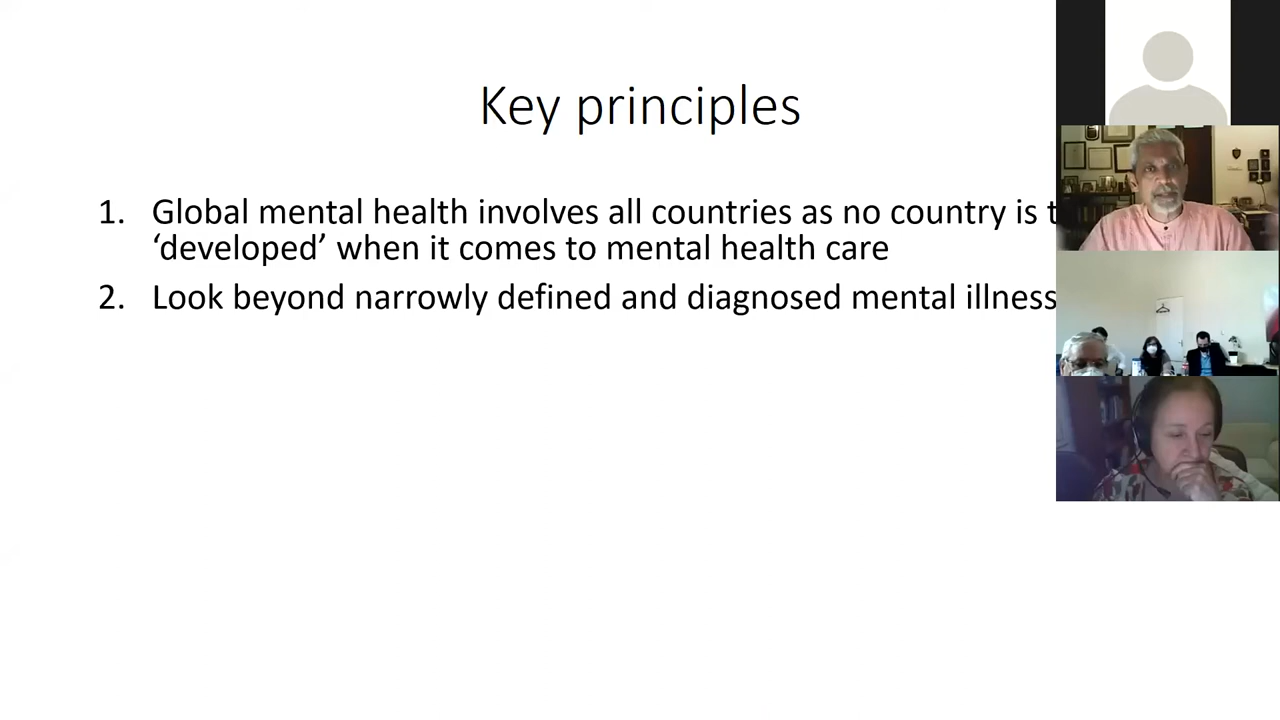 Key principles
1. Global mental health involves all countries as no country is
‘developed’ when it comes to mental health care
2. Look beyond narrowly defined and diagnosed mental illness